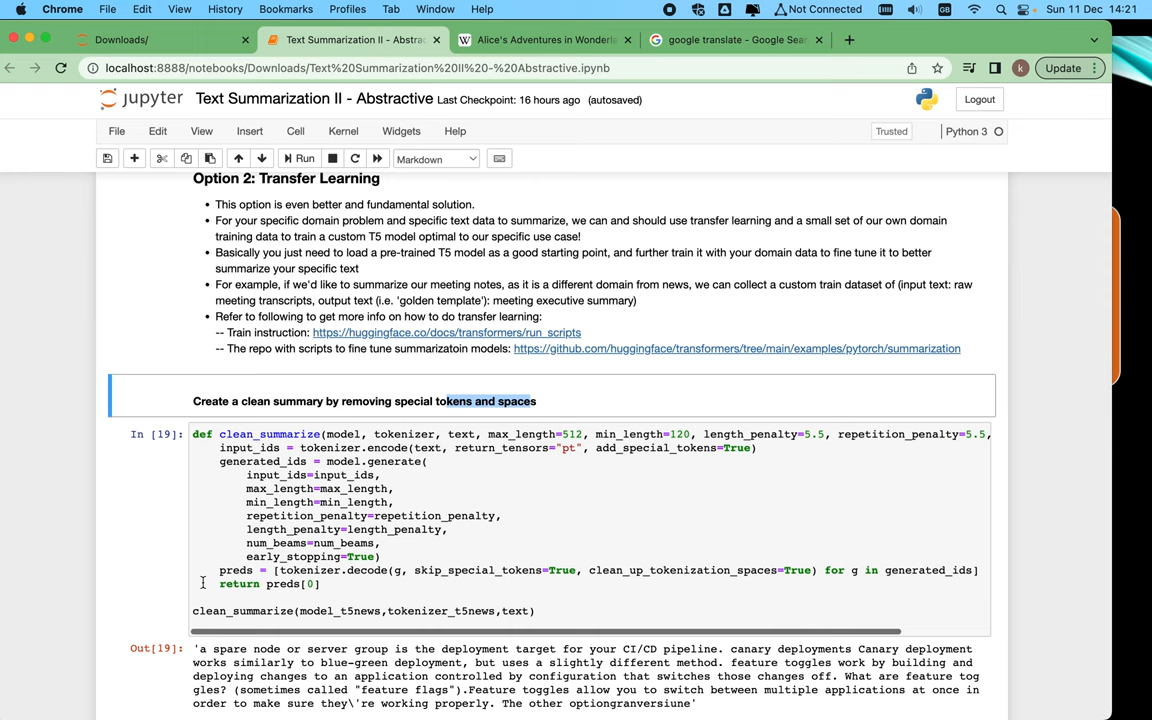 Chrome File Edit View History Bookmarks Profiles Tab Window Help Not Connected GB Sun 11 Dec 14:21
Downloads/ Text Summarization II - Abstrac Alice's Adventures in Wonderla google translate - Google Sear
localhost:8888/notebooks/Downloads/Text%20Summarization%20II%20-%20Abstractive.ipynb k Update
jupyter Text Summarization II - Abstractive Last Checkpoint: 16 hours ago (autosaved) Logout
File Edit View Insert Cell Kernel Widgets Help Trusted Python 3
Run Markdown
Option 2: Transfer Learning
• This option is even better and fundamental solution.
• For your specific domain problem and specific text data to summarize, we can and should use transfer learning and a small set of our own domain
training data to train a custom T5 model optimal to our specific use case!
• Basically you just need to load a pre-trained T5 model as a good starting point, and further train it with your domain data to fine tune it to better
summarize your specific text
• For example, if we'd like to summarize our meeting notes, as it is a different domain from news, we can collect a custom train dataset of (input text: raw
meeting transcripts, output text (i.e. 'golden template'): meeting executive summary)
• Refer to following to get more info on how to do transfer learning:
-- Train instruction: https://huggingface.co/docs/transformers/run_scripts
-- The repo with scripts to fine tune summarizatoin models: https://github.com/huggingface/transformers/tree/main/examples/pytorch/summarization
Create a clean summary by removing special tokens and spaces
In [19]: def clean_summarize(model, tokenizer, text, max_length=512, min_length=120, length_penalty=5.5, repetition_penalty=5.5,
input_ids = tokenizer.encode(text, return_tensors="pt", add_special_tokens=True)
generated_ids = model.generate(
input_ids=input_ids,
max_length=max_length,
min_length=min_length,
repetition_penalty=repetition_penalty,
length_penalty=length_penalty,
num_beams=num_beams,
early_stopping=True)
preds = [tokenizer.decode(g, skip_special_tokens=True, clean_up_tokenization_spaces=True) for g in generated_ids]
return preds[0]
clean_summarize(model_t5news,tokenizer_t5news,text)
Out[19]: 'a spare node or server group is the deployment target for your CI/CD pipeline. canary deployments Canary deployment
works similarly to blue-green deployment, but uses a slightly different method. feature toggles work by building and
deploying changes to an application controlled by configuration that switches those changes off. What are feature tog
gles? (sometimes called "feature flags").Feature toggles allow you to switch between multiple applications at once in
order to make sure they\'re working properly. The other optiongranversiune'